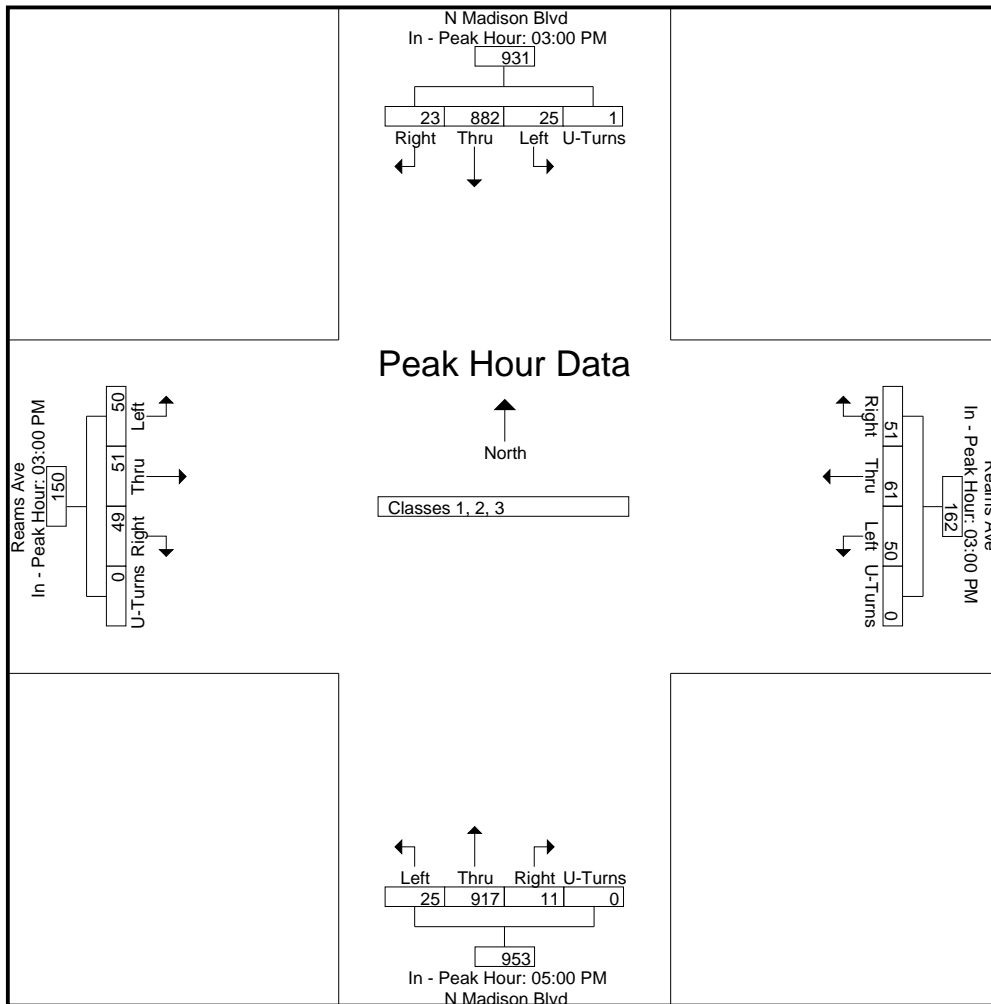 N Madison Blvd
In - Peak Hour: 03:00 PM
931
23 882 25 1
Right Thru Left U-Turns
Peak Hour Data
North
Classes 1, 2, 3
Reams Ave
In - Peak Hour: 03:00 PM
150
50 51 49 0
Left Thru Right U-Turns
Reams Ave
In - Peak Hour: 03:00 PM
162
51 61 50 0
Right Thru Left U-Turns
Left Thru Right U-Turns
25 917 11 0
953
In - Peak Hour: 05:00 PM
N Madison Blvd